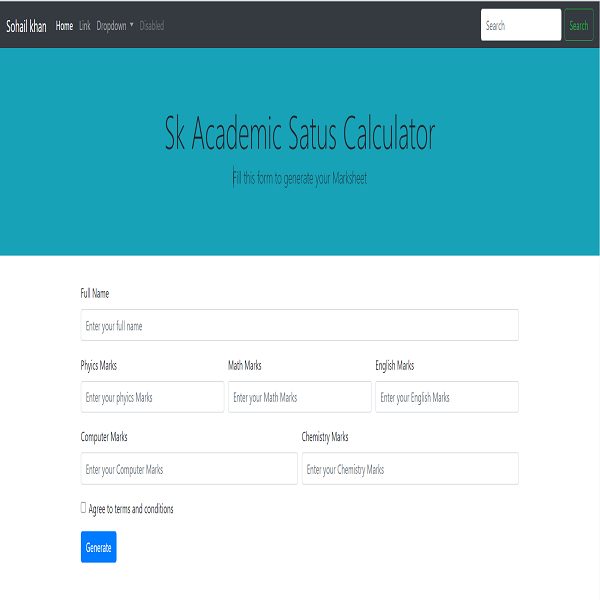 Sohail khan Home Link Dropdown Disabled Search Search
Sk Academic Satus Calculator
Fill this form to generate your Marksheet
Full Name
Enter your full name
Phyics Marks Math Marks English Marks
Enter your phyics Marks Enter your Math Marks Enter your English Marks
Computer Marks Chemistry Marks
Enter your Computer Marks Enter your Chemistry Marks
Agree to terms and conditions
Generate